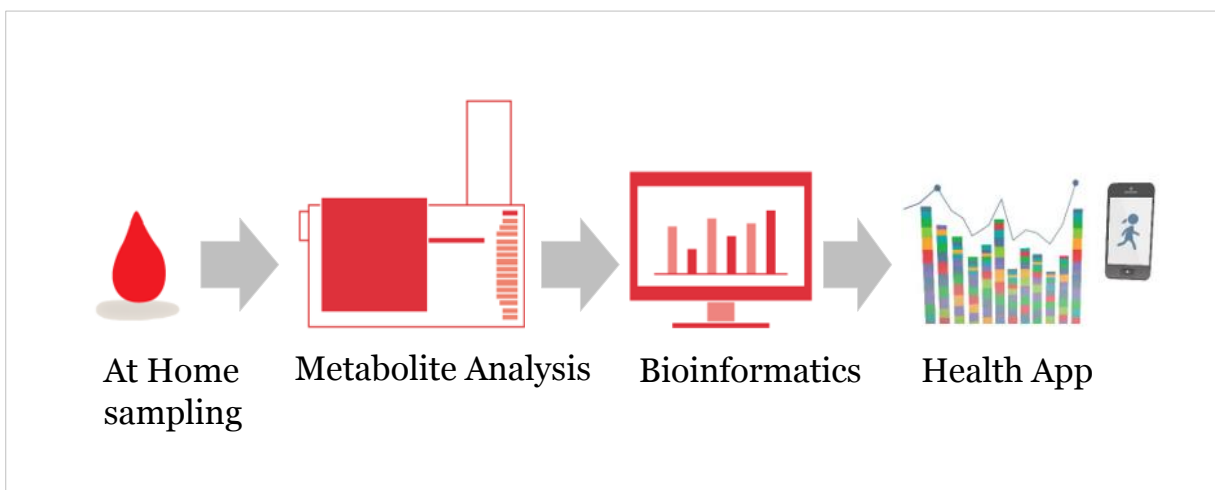 At Home
sampling
Metabolite Analysis
Bioinformatics
Health App